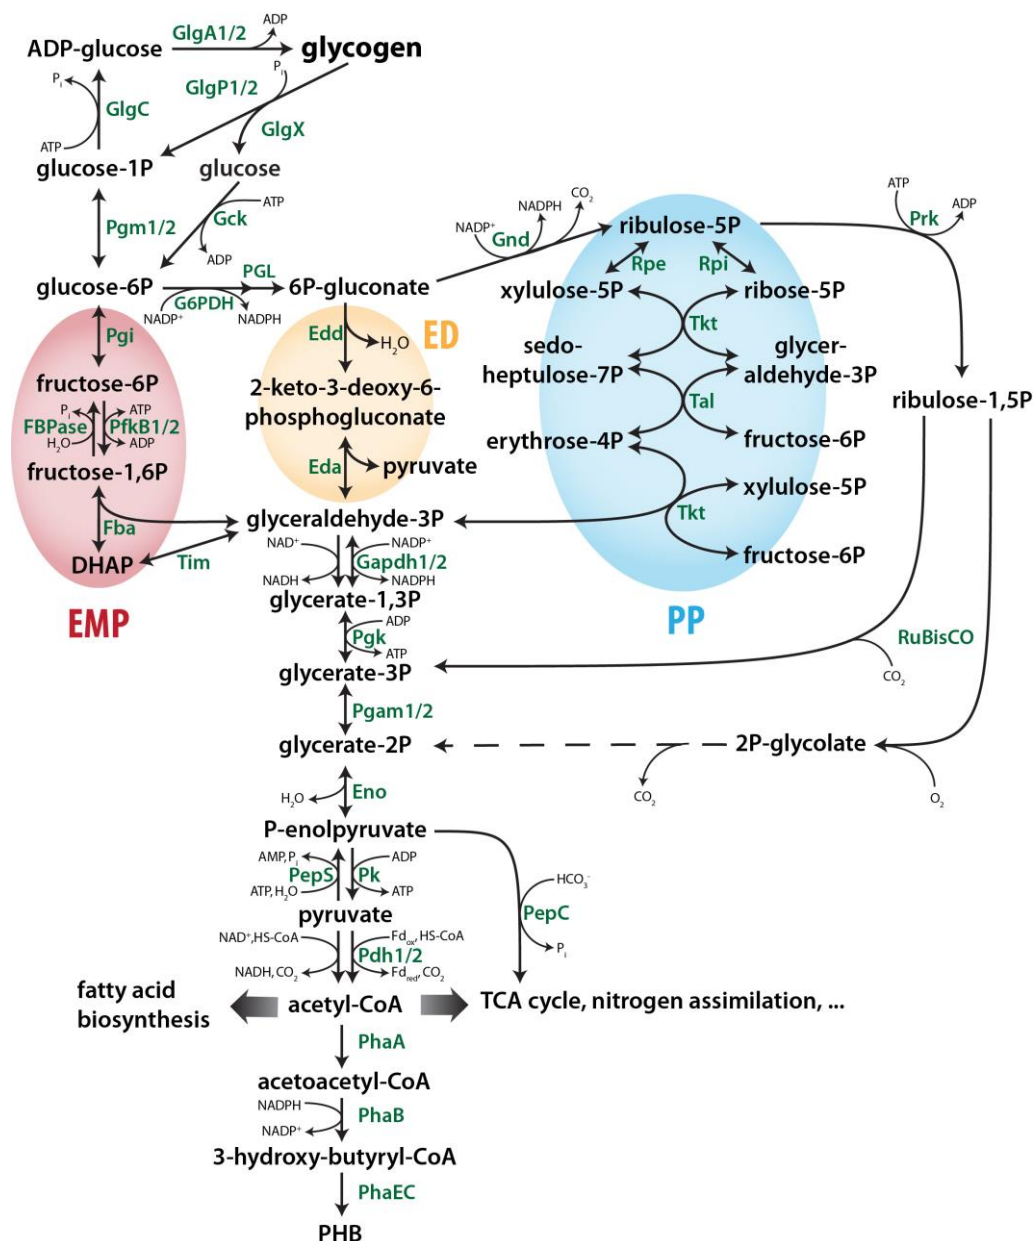 ADP-glucose
GlgA1/2
ADP
glycogen
Pi
GlgP1/2
Pi
GlgC
GlgX
ATP
glucose-1P
glucose
Pgm1/2
Gck
ATP
ADP
glucose-6P
PGL
G6PDH
NADP+
NADPH
6P-gluconate
NADP+
Gnd
NADPH
CO2
ribulose-5P
ATP
Prk
ADP
Rpe
Rpi
xylulose-5P
ribose-5P
Tkt
sedo-
heptulose-7P
glycer-
aldehyde-3P
Tal
erythrose-4P
fructose-6P
xylulose-5P
Tkt
fructose-6P
PP
ribulose-1,5P
Pgi
fructose-6P
Pi
FBPase
H2O
ATP
PfkB1/2
ADP
fructose-1,6P
Fba
DHAP
Tim
EMP
Edd
ED
H2O
2-keto-3-deoxy-6-
phosphogluconate
Eda
pyruvate
glyceraldehyde-3P
NAD+
NADH
NADP+
Gapdh1/2
NADPH
glycerate-1,3P
ADP
Pgk
ATP
glycerate-3P
RuBisCO
CO2
Pgam1/2
glycerate-2P
2P-glycolate
CO2
O2
H2O
Eno
P-enolpyruvate
AMP, Pi
PepS
ATP, H2O
ADP
Pk
ATP
HCO3-
PepC
Pi
pyruvate
NAD+, HS-CoA
NADH, CO2
Fdox, HS-CoA
Pdh1/2
Fdred, CO2
fatty acid
biosynthesis
acetyl-CoA
TCA cycle, nitrogen assimilation, ...
PhaA
acetoacetyl-CoA
NADPH
PhaB
NADP+
3-hydroxy-butyryl-CoA
PhaEC
PHB